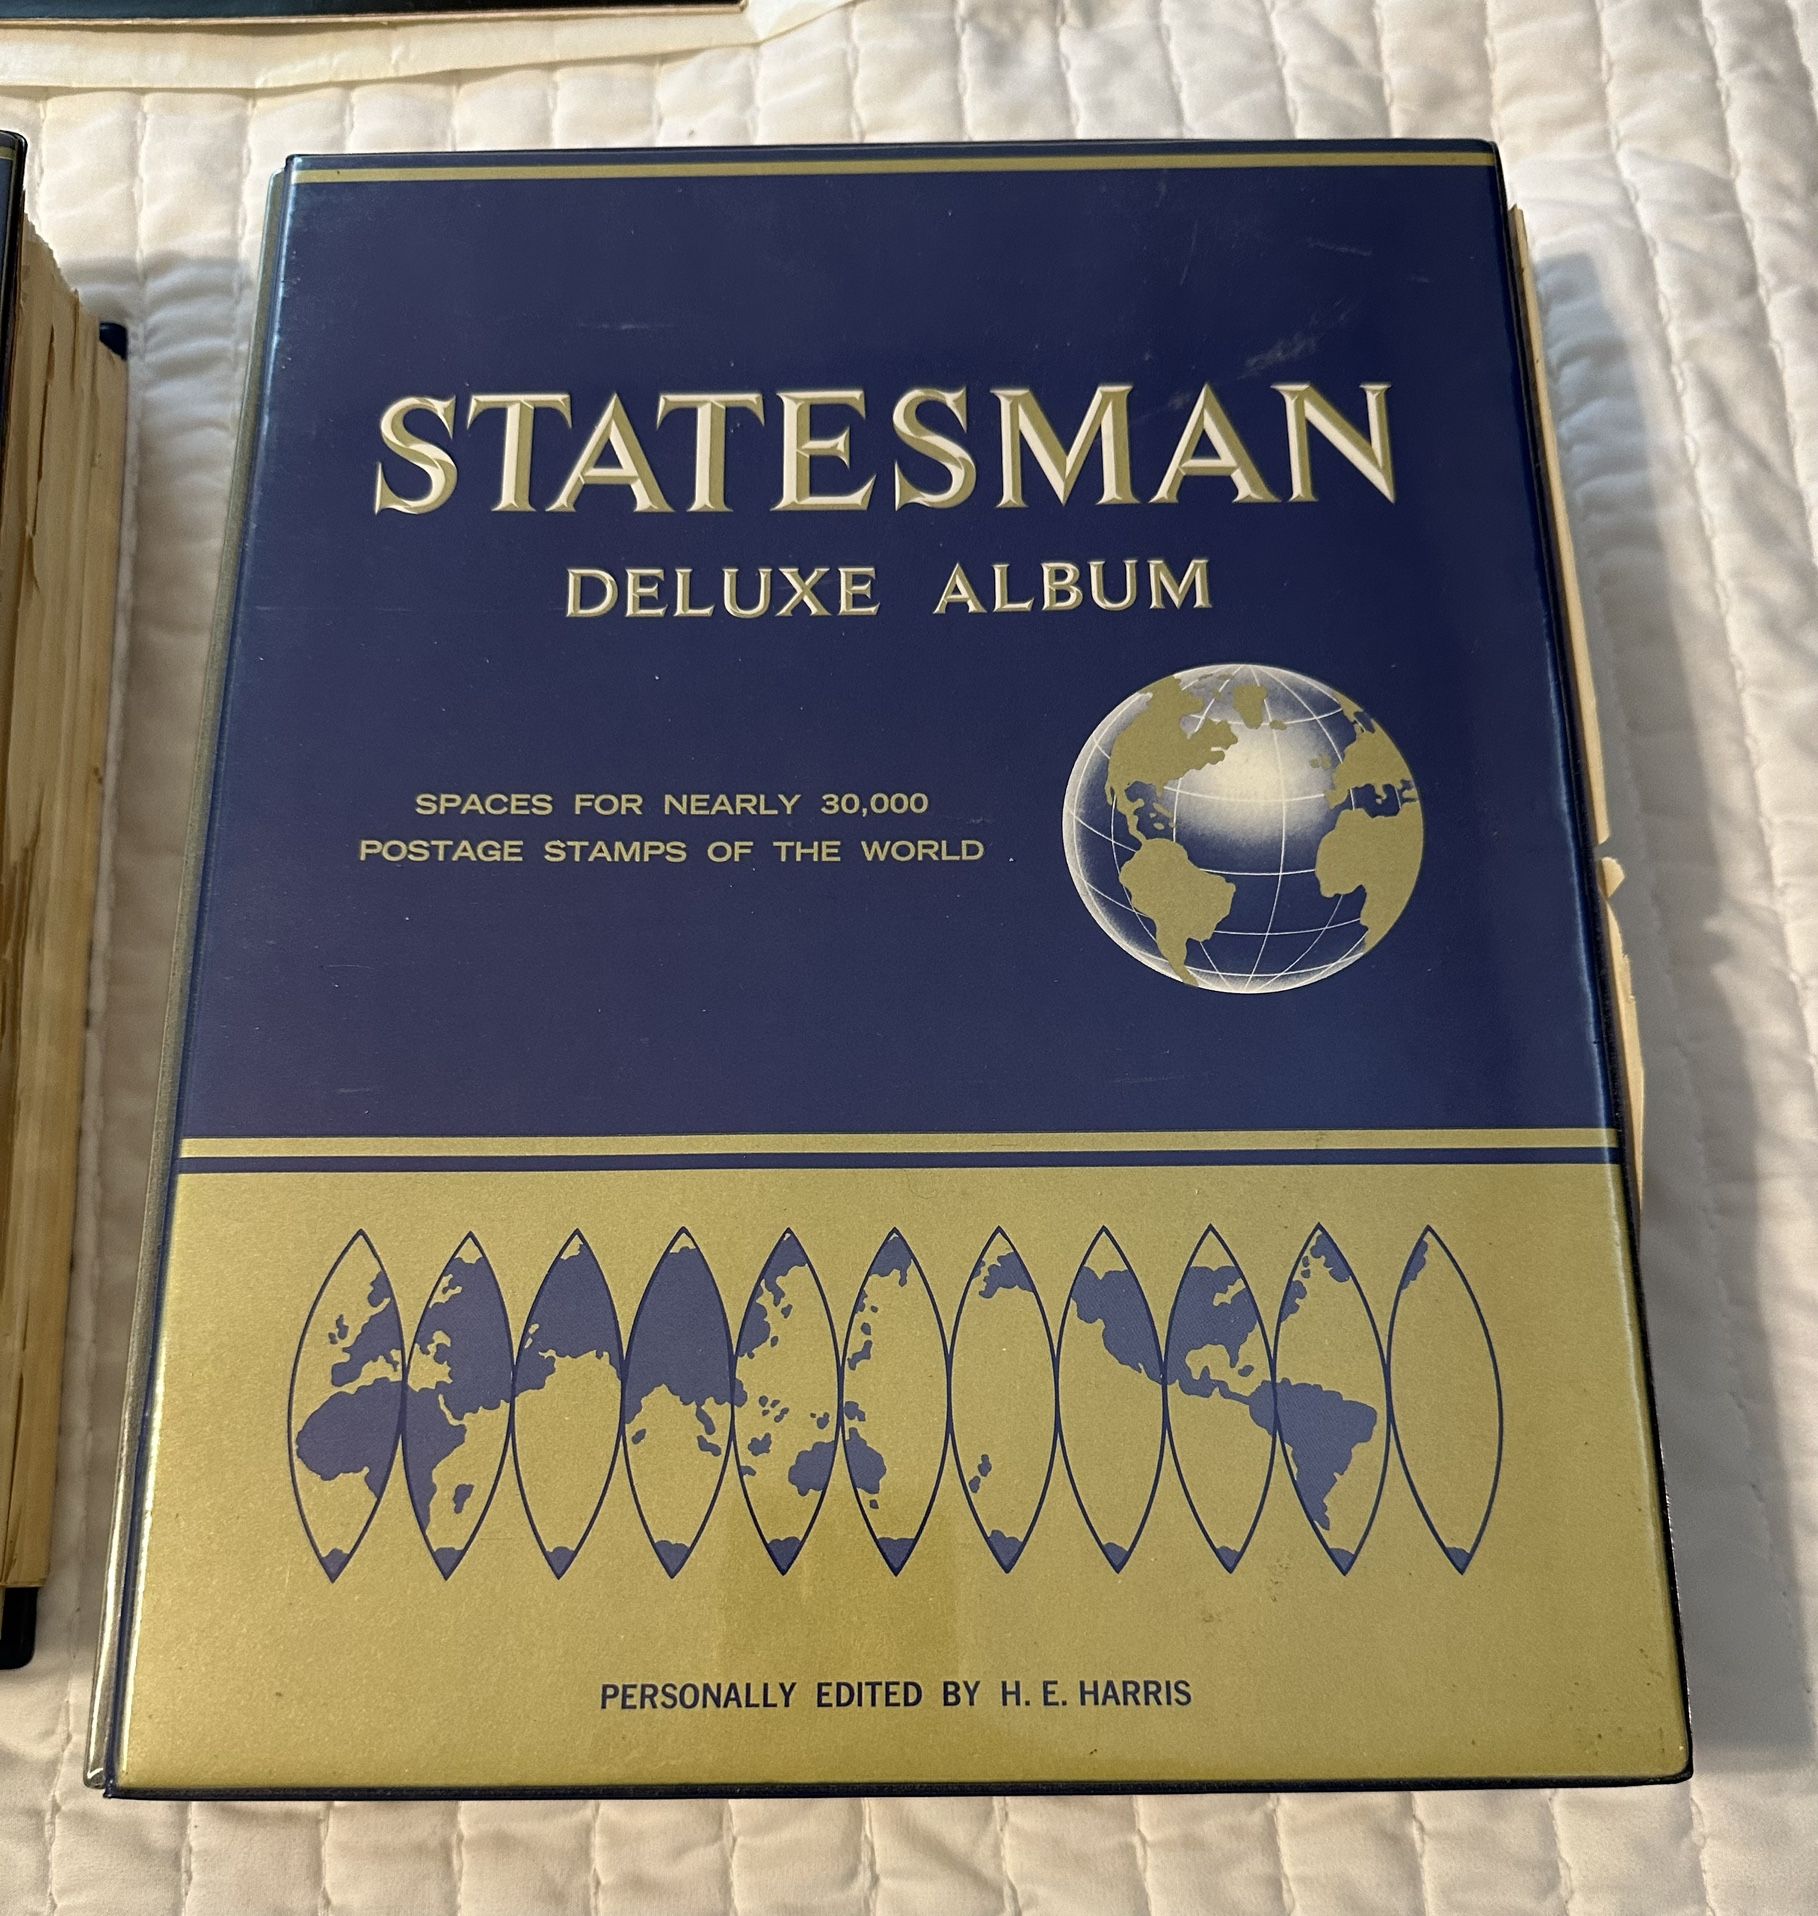 STATESMAN
DELUXE ALBUM
SPACES FOR NEARLY 30,000
POSTAGE STAMPS OF THE WORLD
PERSONALLY EDITED BY H. E. HARRIS